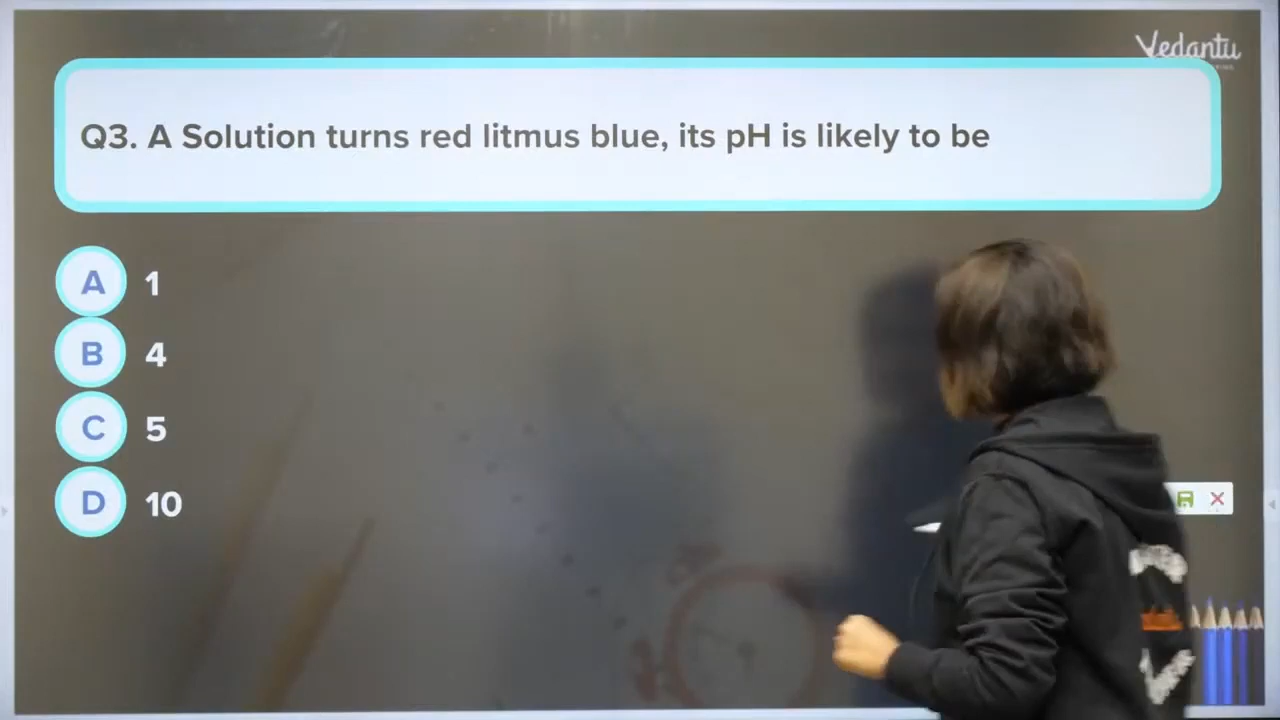 Vedantu
Q3. A Solution turns red litmus blue, its pH is likely to be
A 1
B 4
C 5
D 10